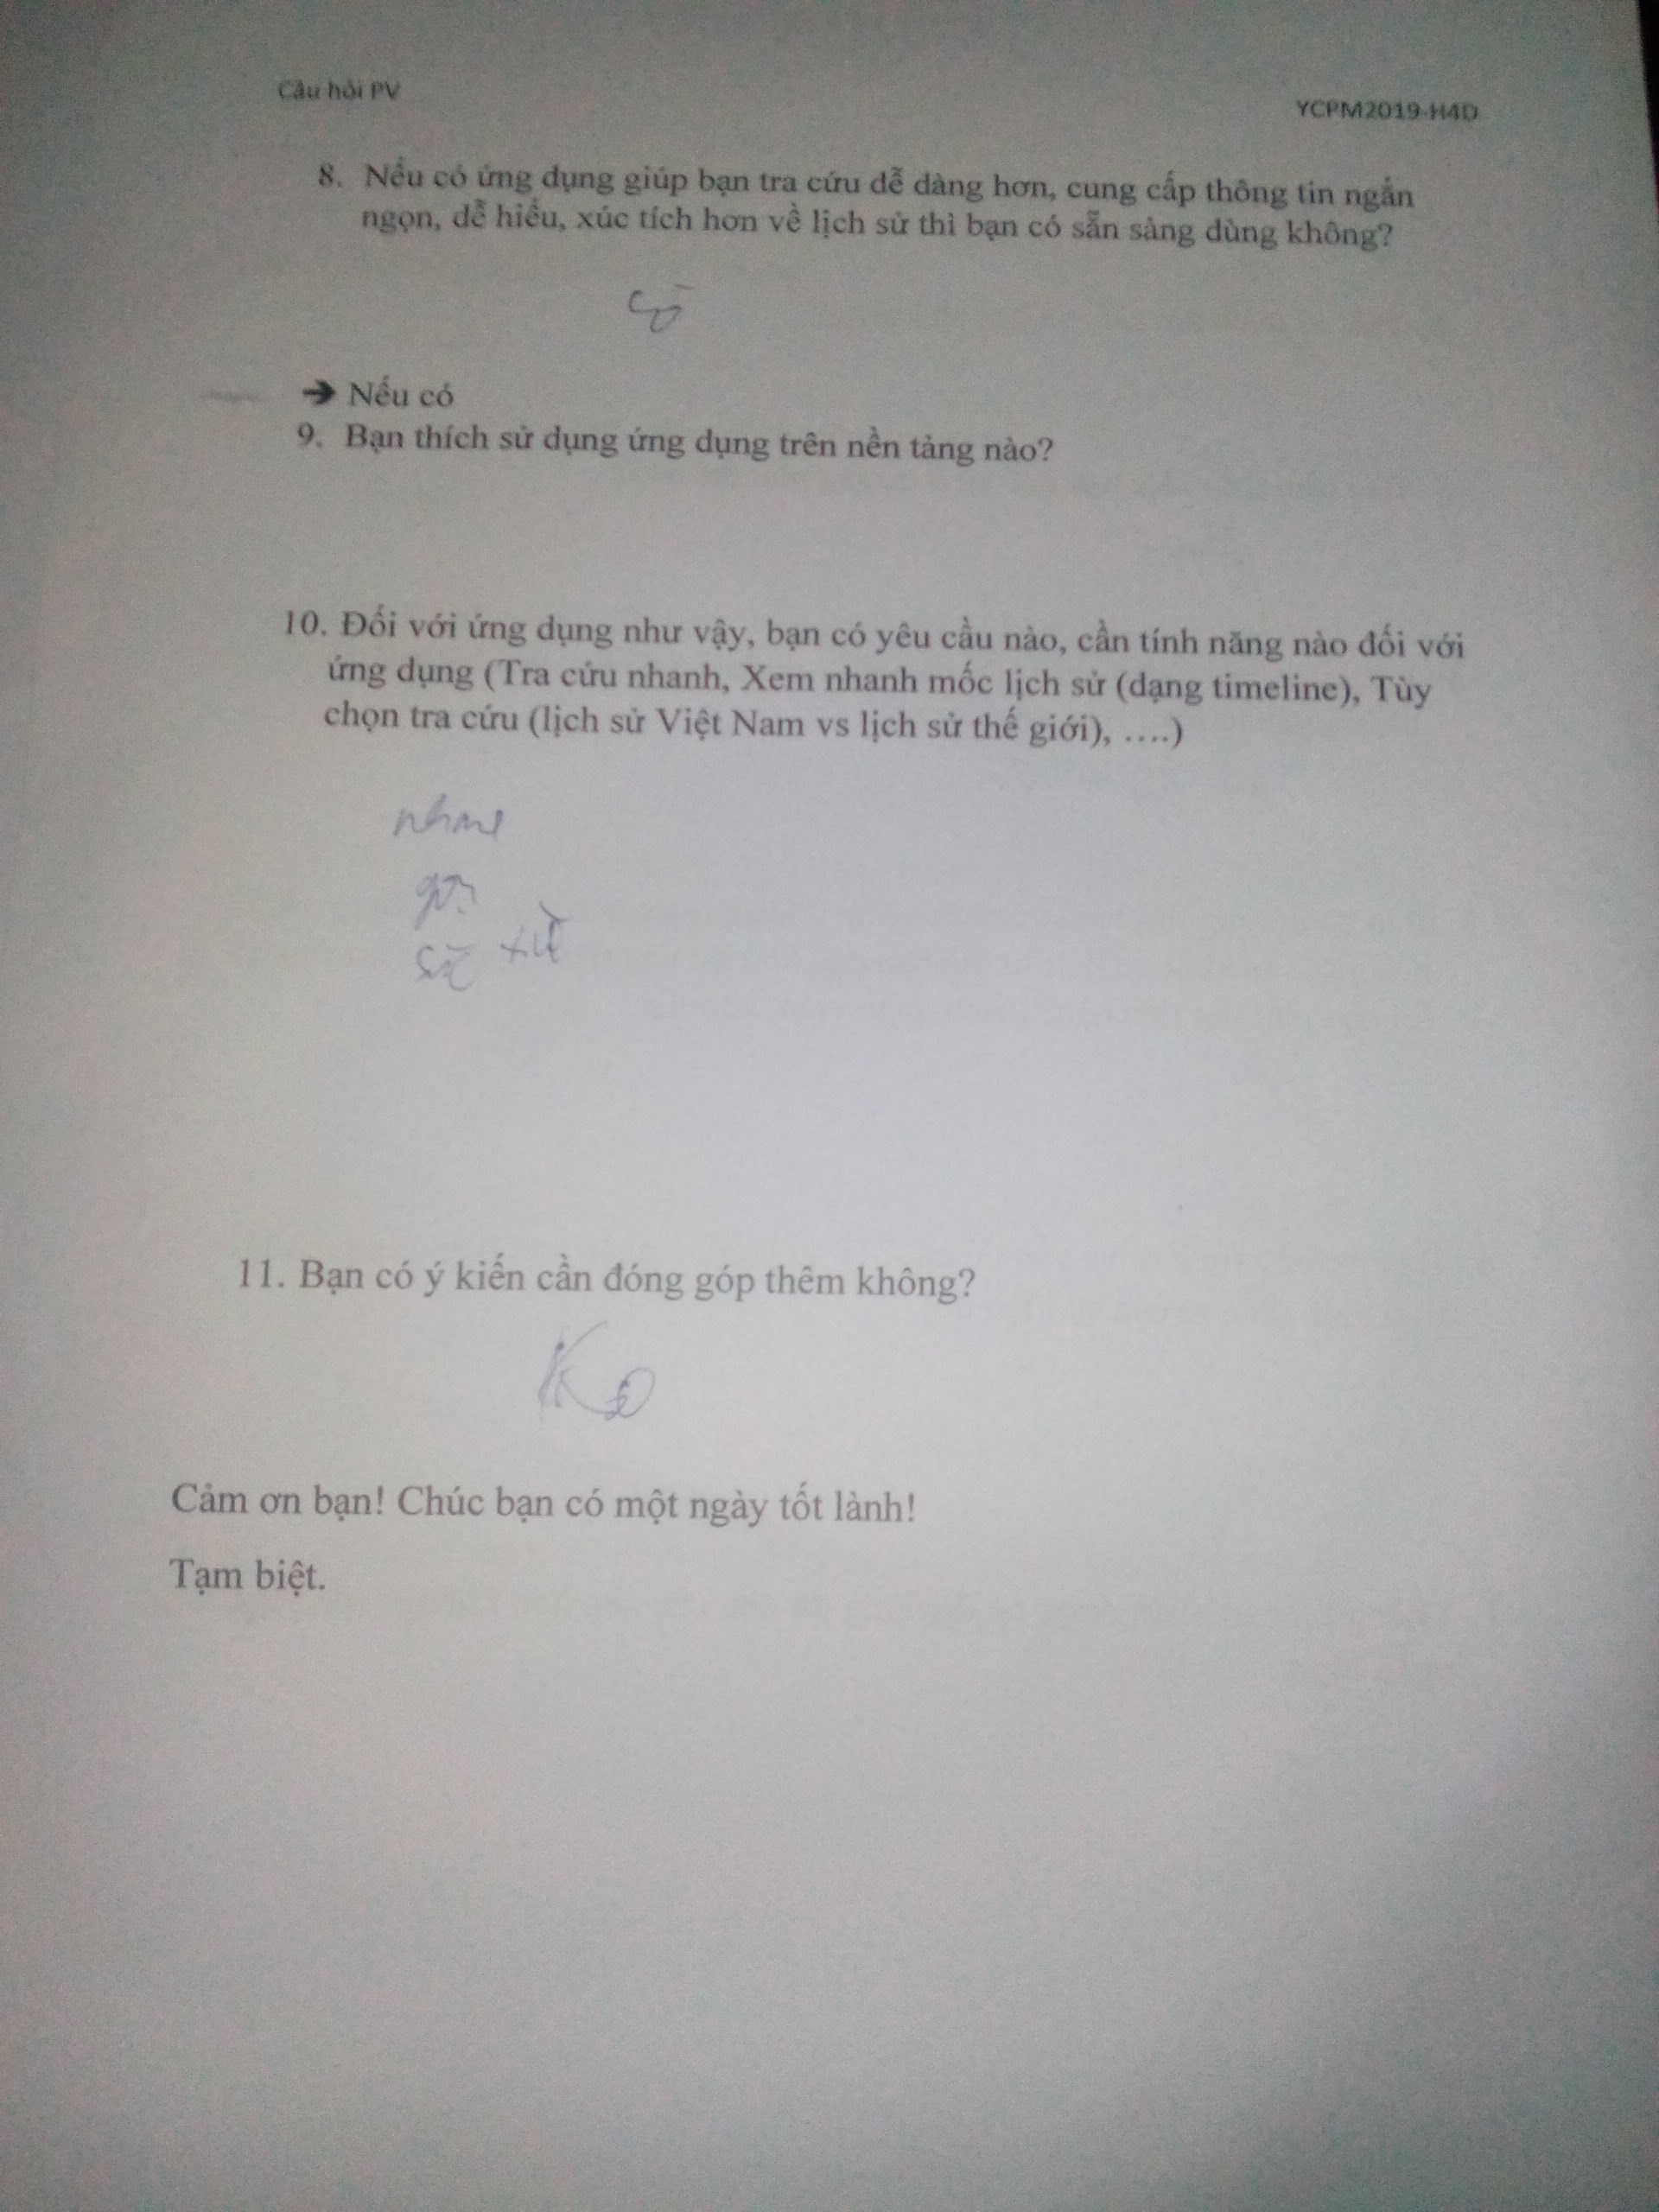 Câu hỏi PV
YCPM2019-H4D
8. Nếu có ứng dụng giúp bạn tra cứu dễ dàng hơn, cung cấp thông tin ngắn
ngọn, dễ hiểu, xúc tích hơn về lịch sử thì bạn có sẵn sàng dùng không?
có
➔ Nếu có
9. Bạn thích sử dụng ứng dụng trên nền tảng nào?
10. Đối với ứng dụng như vậy, bạn có yêu cầu nào, cần tính năng nào đối với
ứng dụng (Tra cứu nhanh, Xem nhanh mốc lịch sử (dạng timeline), Tùy
chọn tra cứu (lịch sử Việt Nam vs lịch sử thế giới), ….)
nhanh
11. Bạn có ý kiến cần đóng góp thêm không?
Ko
Cảm ơn bạn! Chúc bạn có một ngày tốt lành!
Tạm biệt.